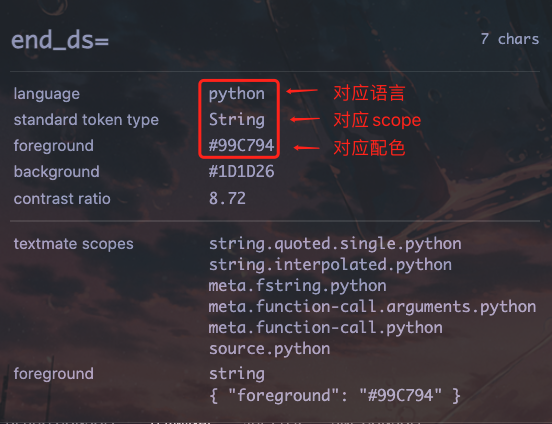 end_ds= 7 chars
language python ← 对应语言
standard token type String ← 对应 scope
foreground #99C794 ← 对应配色
background #1D1D26
contrast ratio 8.72
textmate scopes string.quoted.single.python
string.interpolated.python
meta.fstring.python
meta.function-call.arguments.python
meta.function-call.python
source.python
foreground string
{ "foreground": "#99C794" }